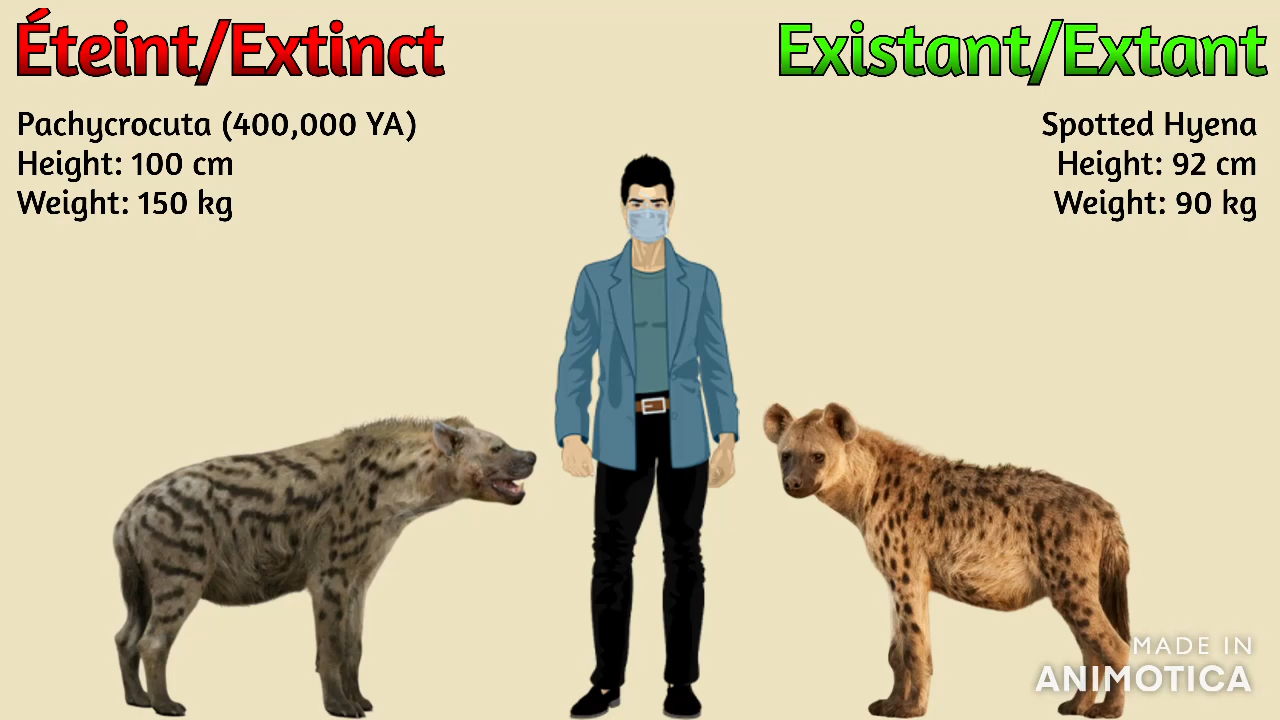 Éteint/Extinct
Existant/Extant
Pachycrocuta (400,000 YA)
Height: 100 cm
Weight: 150 kg
Spotted Hyena
Height: 92 cm
Weight: 90 kg
MADE IN
ANIMOTICA